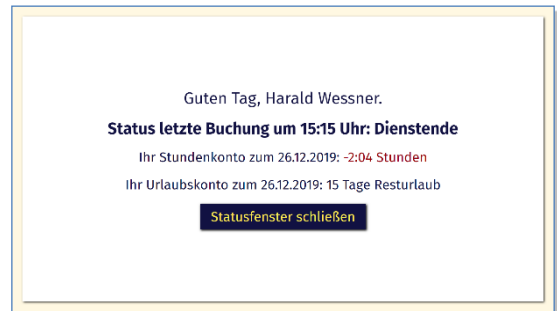 Guten Tag, Harald Wessner.
Status letzte Buchung um 15:15 Uhr: Dienstende
Ihr Stundenkonto zum 26.12.2019: -2:04 Stunden
Ihr Urlaubskonto zum 26.12.2019: 15 Tage Resturlaub
Statusfenster schließen